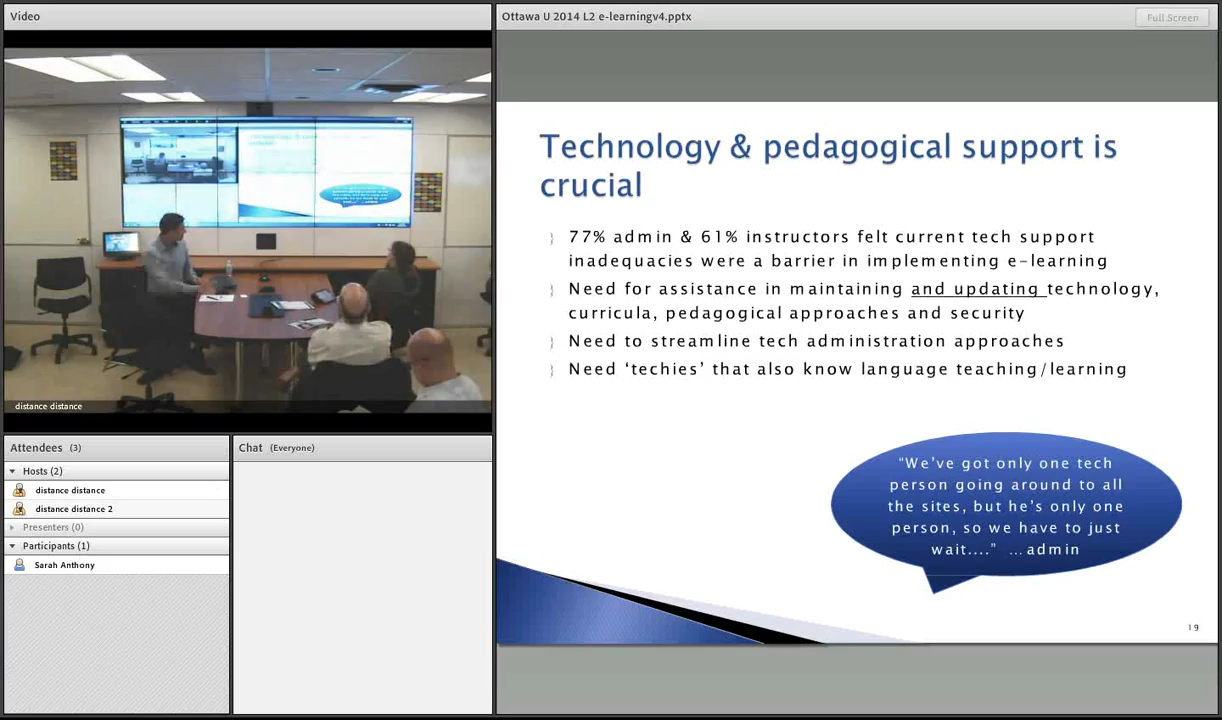 Video
distance distance
Attendees (3)
Hosts (2)
distance distance
distance distance 2
Presenters (0)
Participants (1)
Sarah Anthony
Chat (Everyone)
Ottawa U 2014 L2 e-learningv4.pptx
Full Screen
Technology & pedagogical support is
crucial
77% admin & 61% instructors felt current tech support
inadequacies were a barrier in implementing e-learning
Need for assistance in maintaining and updating technology,
curricula, pedagogical approaches and security
Need to streamline tech administration approaches
Need ‘techies’ that also know language teaching/learning
“We’ve got only one tech
person going around to all
the sites, but he’s only one
person, so we have to just
wait....” ...admin
19